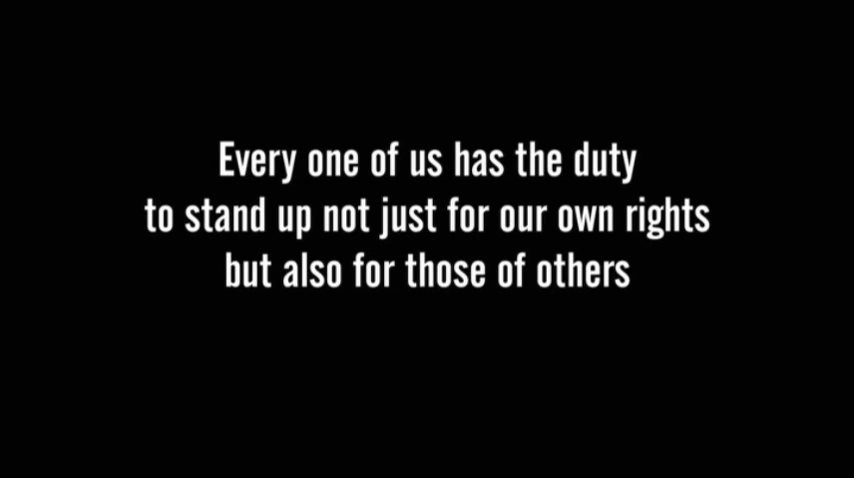 Every one of us has the duty
to stand up not just for our own rights
but also for those of others